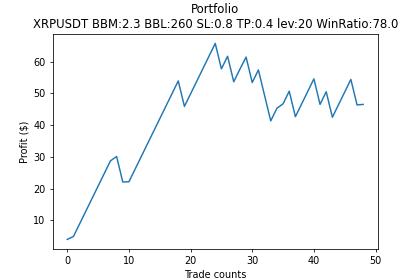 Portfolio
XRPUSDT BBM:2.3 BBL:260 SL:0.8 TP:0.4 lev:20 WinRatio:78.0
60
50
40
30
20
10
Profit ($)
0 10 20 30 40 50
Trade counts